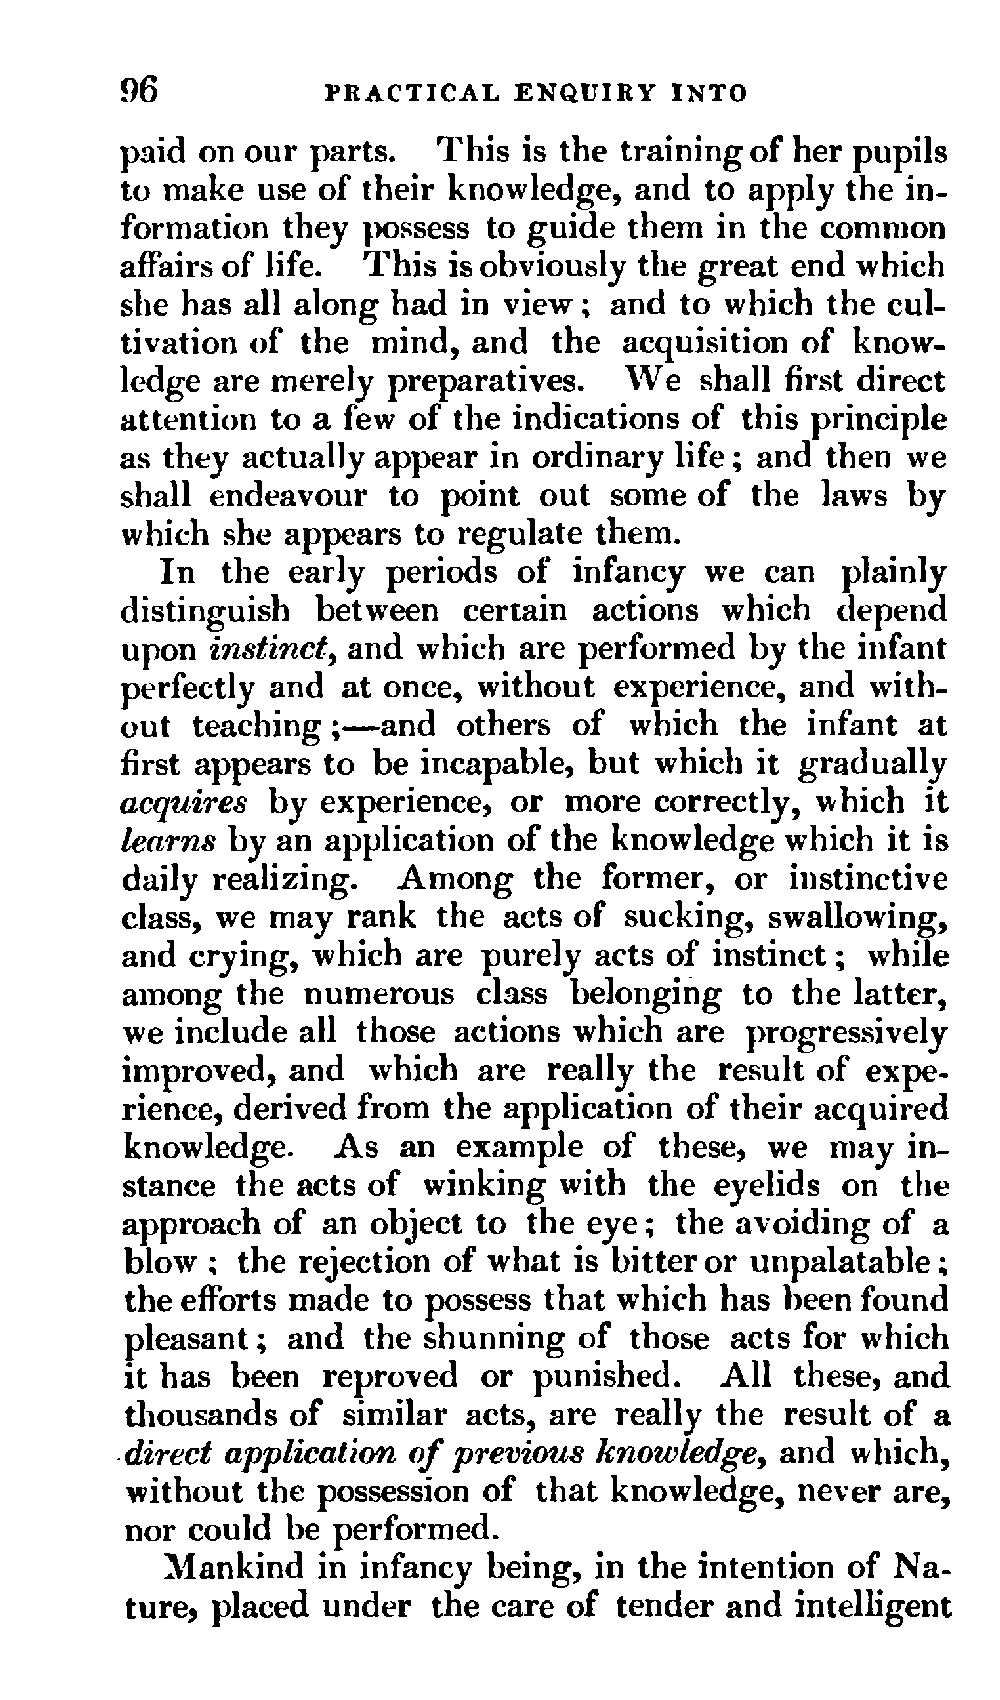 96 PRACTICAL ENQUIRY INTO
paid on our parts. This is the training of her pupils
to make use of their knowledge, and to apply the in-
formation they possess to guide them in the common
affairs of life. This is obviously the great end which
she has all along had in view; and to which the cul-
tivation of the mind, and the acquisition of know-
ledge are merely preparatives. We shall first direct
attention to a few of the indications of this principle
as they actually appear in ordinary life; and then we
shall endeavour to point out some of the laws by
which she appears to regulate them.
In the early periods of infancy we can plainly
distinguish between certain actions which depend
upon instinct, and which are performed by the infant
perfectly and at once, without experience, and with-
out teaching;—and others of which the infant at
first appears to be incapable, but which it gradually
acquires by experience, or more correctly, which it
learns by an application of the knowledge which it is
daily realizing. Among the former, or instinctive
class, we may rank the acts of sucking, swallowing,
and crying, which are purely acts of instinct; while
among the numerous class belonging to the latter,
we include all those actions which are progressively
improved, and which are really the result of expe-
rience, derived from the application of their acquired
knowledge. As an example of these, we may in-
stance the acts of winking with the eyelids on the
approach of an object to the eye; the avoiding of a
blow; the rejection of what is bitter or unpalatable;
the efforts made to possess that which has been found
pleasant; and the shunning of those acts for which
it has been reproved or punished. All these, and
thousands of similar acts, are really the result of a
direct application of previous knowledge, and which,
without the possession of that knowledge, never are,
nor could be performed.
Mankind in infancy being, in the intention of Na-
ture, placed under the care of tender and intelligent